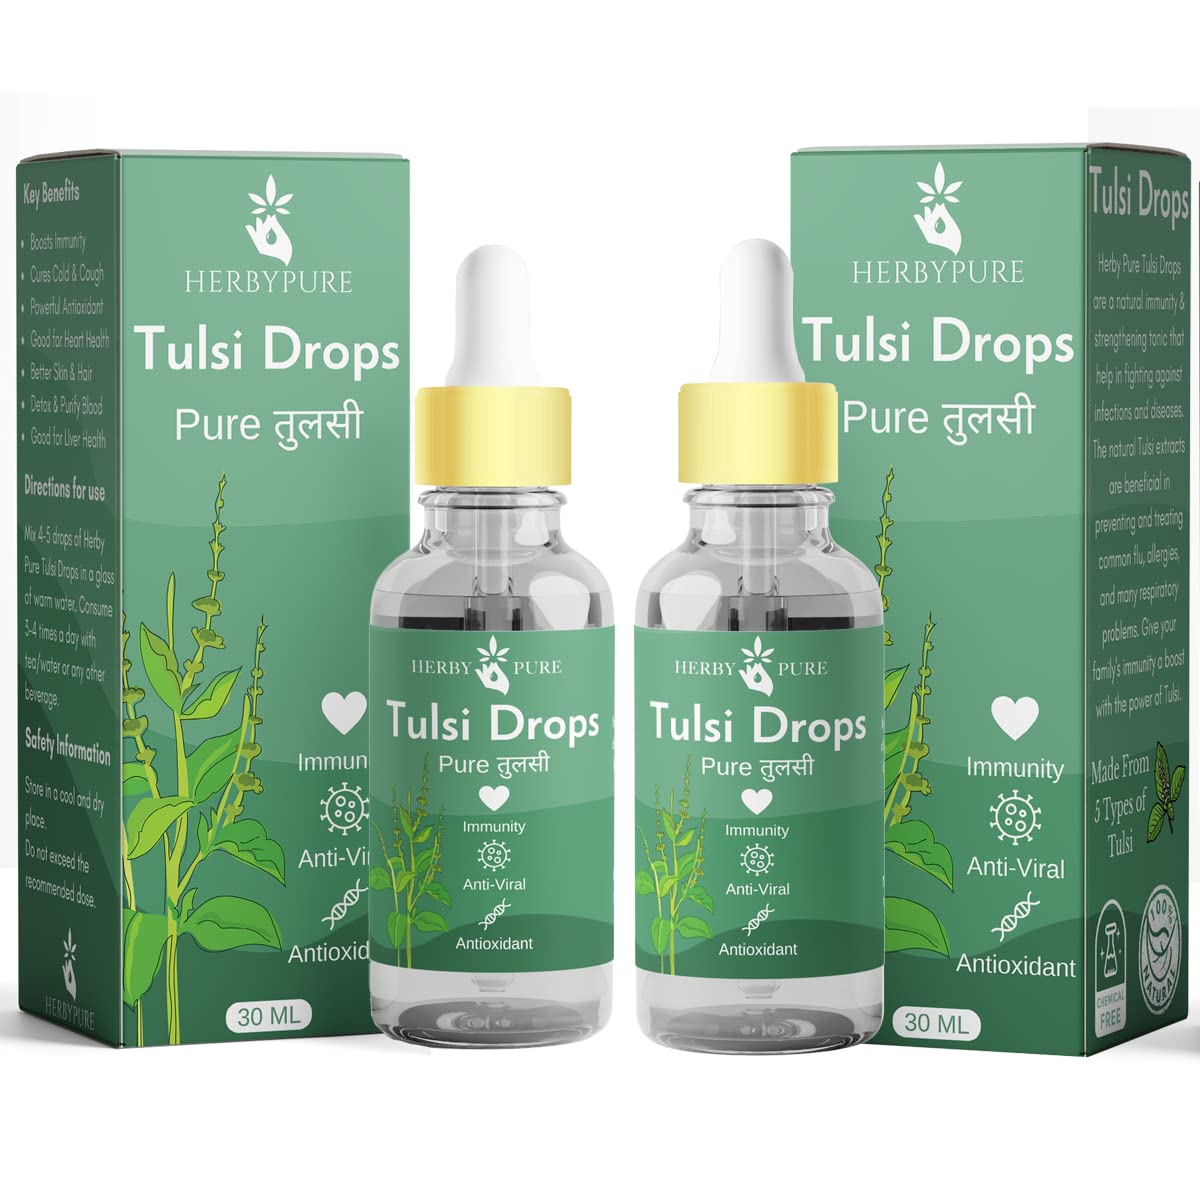 Key Benefits
Boosts Immunity
Cures Cold & Cough
Powerful Antioxidant
Good for Heart Health
Better Skin & Hair
Detox & Purify Blood
Good for LIver Health
Directions for use
Mix 4-5 drops of Herby
Pure Tulsi Drops in a glass
of warm water. Consume
3-4 times a day with
tea/water or any other
beverage.
Safety Information
Store in a cool and dry
place.
Do not exceed the
recommended dose.
HERBYPURE
HERBYPURE
Tulsi Drops
Pure तुलसी
Immun
Anti-Vir
Antioxid
30 ML
HERBY PURE
Tulsi Drops
Pure तुलसी
Immunity
Anti-Viral
Antioxidant
HERBY PURE
Tulsi Drops
Pure तुलसी
Immunity
Anti-Viral
Antioxidant
HERBYPURE
Tulsi Drops
Pure तुलसी
Immunity
Anti-Viral
Antioxidant
30 ML
Tulsi Drops
Herby Pure Tulsi Drops
are a natural immunity &
strengthening tonic that
help in fighting against
infections and diseases.
The natural Tulsi extracts
are beneficial in
preventing and treating
common flu, allergies,
and many respiratory
problems. Give your
family's immunity a boost
with the power of Tulsi.
Made From
5 Types of
Tulsi
CHEMICAL
FREE
100%
NATURAL